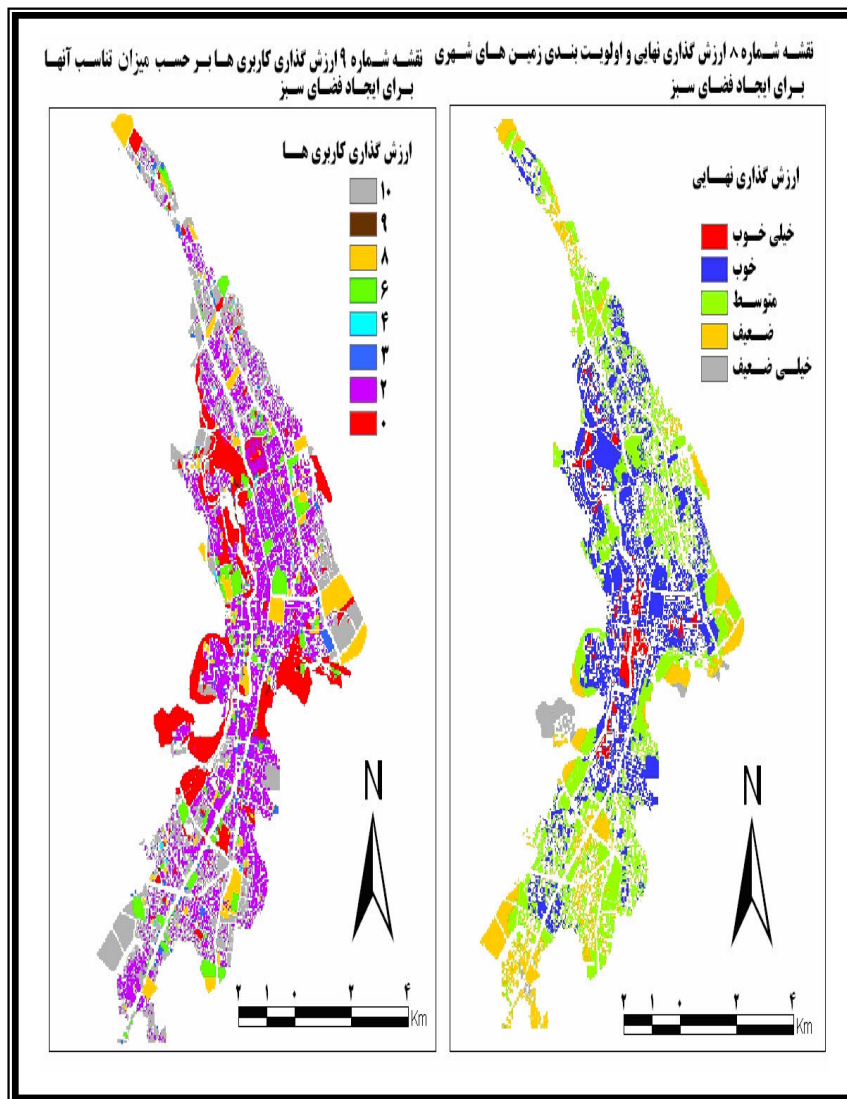 نقشه شماره ۸ ارزش گذاری نهایی و اولویت بندی زمین های شهری
برای ایجاد فضای سبز
ارزش گذاری نهایی
خیلی خوب
خوب
متوسط
ضعیف
خیلی ضعیف
N
۲ ۱ ۰ ۲ ۴
Km
نقشه شماره ۹ ارزش گذاری کاربری ها بر حسب میزان تناسب آنها
برای ایجاد فضای سبز
ارزش گذاری کاربری ها
۱۰
۹
۸
۶
۴
۳
۲
۰
N
۲ ۱ ۰ ۲ ۴
Km